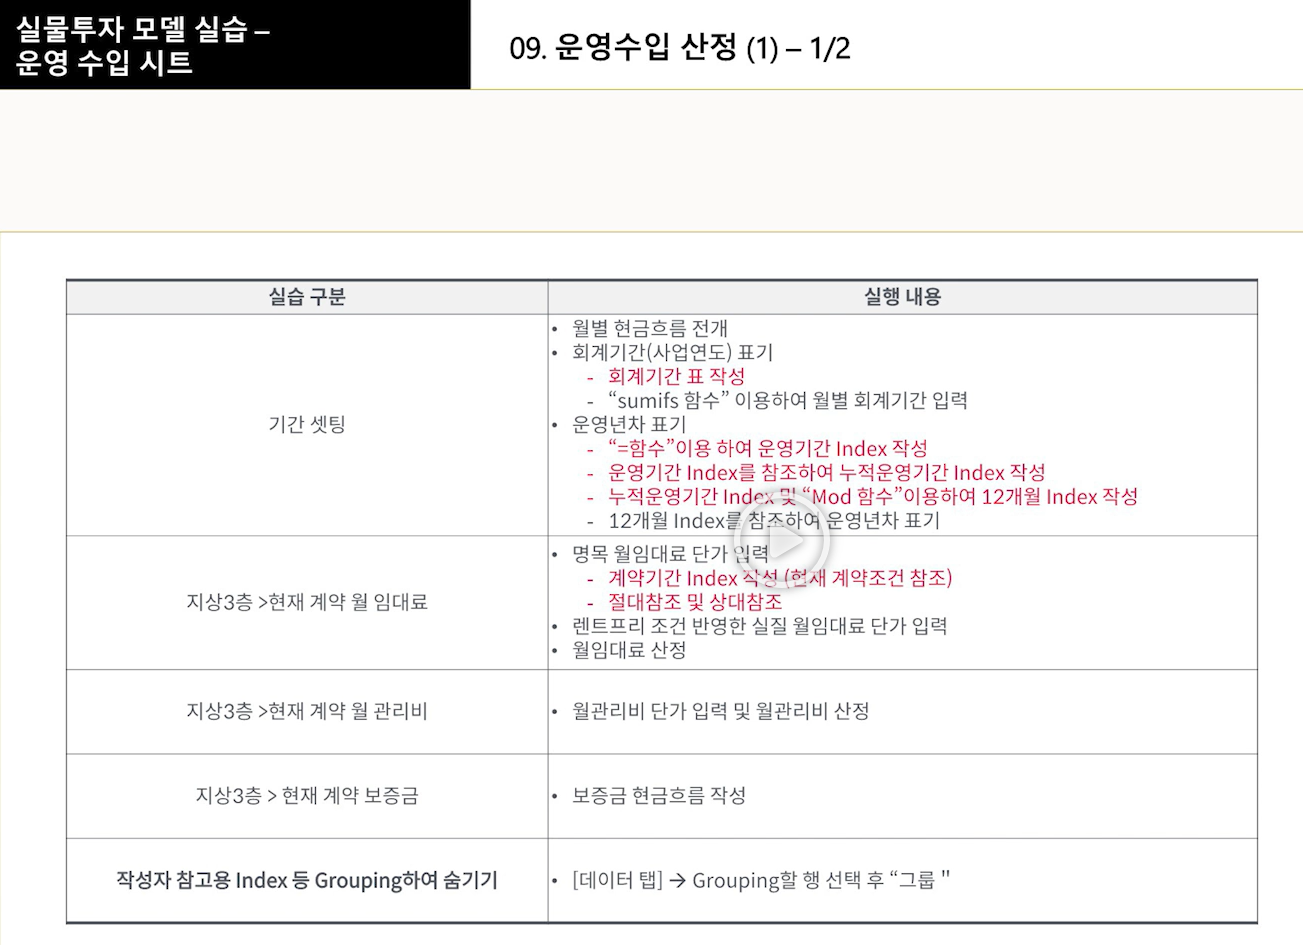 실물투자 모델 실습 –
운영 수입 시트
09. 운영수입 산정 (1) – 1/2
실습 구분
실행 내용
기간 셋팅
• 월별 현금흐름 전개
• 회계기간(사업연도) 표기
- 회계기간 표 작성
- “sumifs 함수” 이용하여 월별 회계기간 입력
• 운영년차 표기
- “=함수”이용 하여 운영기간 Index 작성
- 운영기간 Index를 참조하여 누적운영기간 Index 작성
- 누적운영기간 Index 및 “Mod 함수”이용하여 12개월 Index 작성
- 12개월 Index를 참조하여 운영년차 표기
지상3층 >현재 계약 월 임대료
• 명목 월임대료 단가 입력
- 계약기간 Index 작성 (현재 계약조건 참조)
- 절대참조 및 상대참조
• 렌트프리 조건 반영한 실질 월임대료 단가 입력
• 월임대료 산정
지상3층 >현재 계약 월 관리비
• 월관리비 단가 입력 및 월관리비 산정
지상3층 > 현재 계약 보증금
• 보증금 현금흐름 작성
작성자 참고용 Index 등 Grouping하여 숨기기
• [데이터 탭] → Grouping할 행 선택 후 “그룹 "